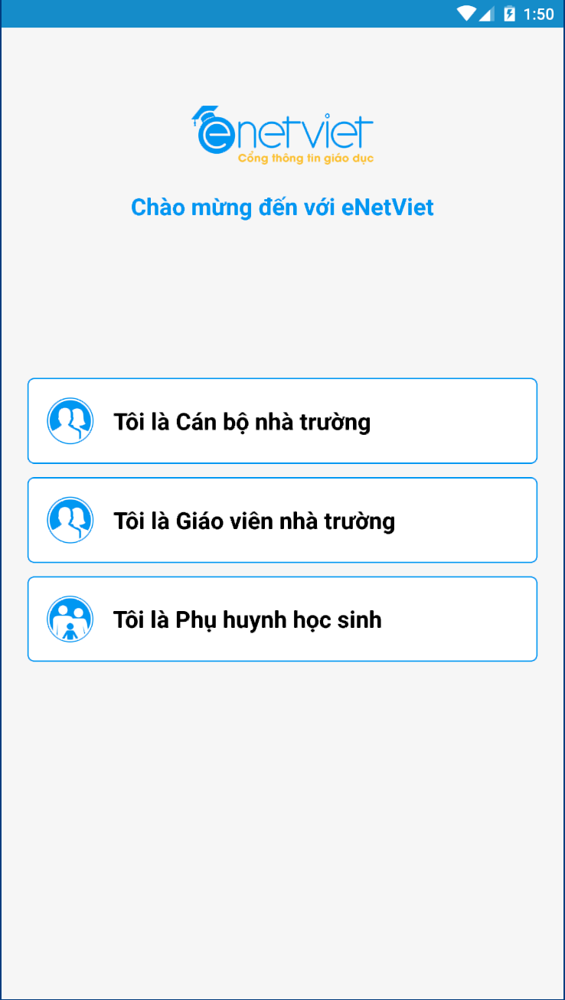 1:50
enetviet
Cổng thông tin giáo dục
Chào mừng đến với eNetViet
Tôi là Cán bộ nhà trường
Tôi là Giáo viên nhà trường
Tôi là Phụ huynh học sinh